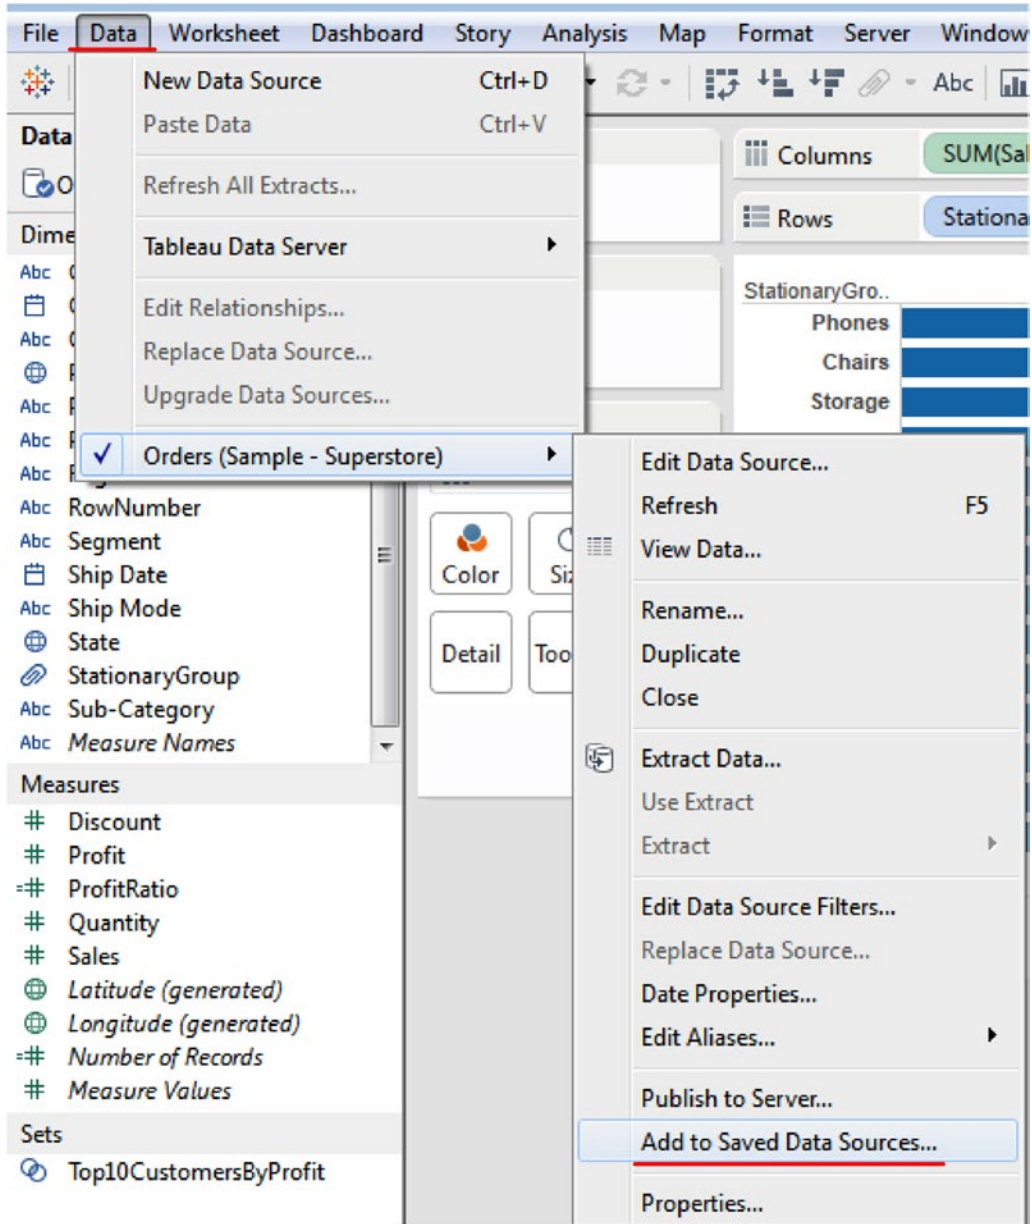 File Data Worksheet Dashboard Story Analysis Map Format Server Window
New Data Source Ctrl+D
Paste Data Ctrl+V
Refresh All Extracts...
Tableau Data Server
Edit Relationships...
Replace Data Source...
Upgrade Data Sources...
Orders (Sample - Superstore)
Abc
Data
Columns SUM(Sal
Rows Stationa
StationaryGro..
Phones
Chairs
Storage
Dime
Abc
Abc
Abc
Abc
Abc
Abc RowNumber
Abc Segment
Ship Date
Abc Ship Mode
State
StationaryGroup
Abc Sub-Category
Abc Measure Names
Measures
# Discount
# Profit
=# ProfitRatio
# Quantity
# Sales
Latitude (generated)
Longitude (generated)
=# Number of Records
# Measure Values
Sets
Top10CustomersByProfit
Color
Detail Too
Edit Data Source...
Refresh F5
View Data...
Rename...
Duplicate
Close
Extract Data...
Use Extract
Extract
Edit Data Source Filters...
Replace Data Source...
Date Properties...
Edit Aliases...
Publish to Server...
Add to Saved Data Sources...
Properties...